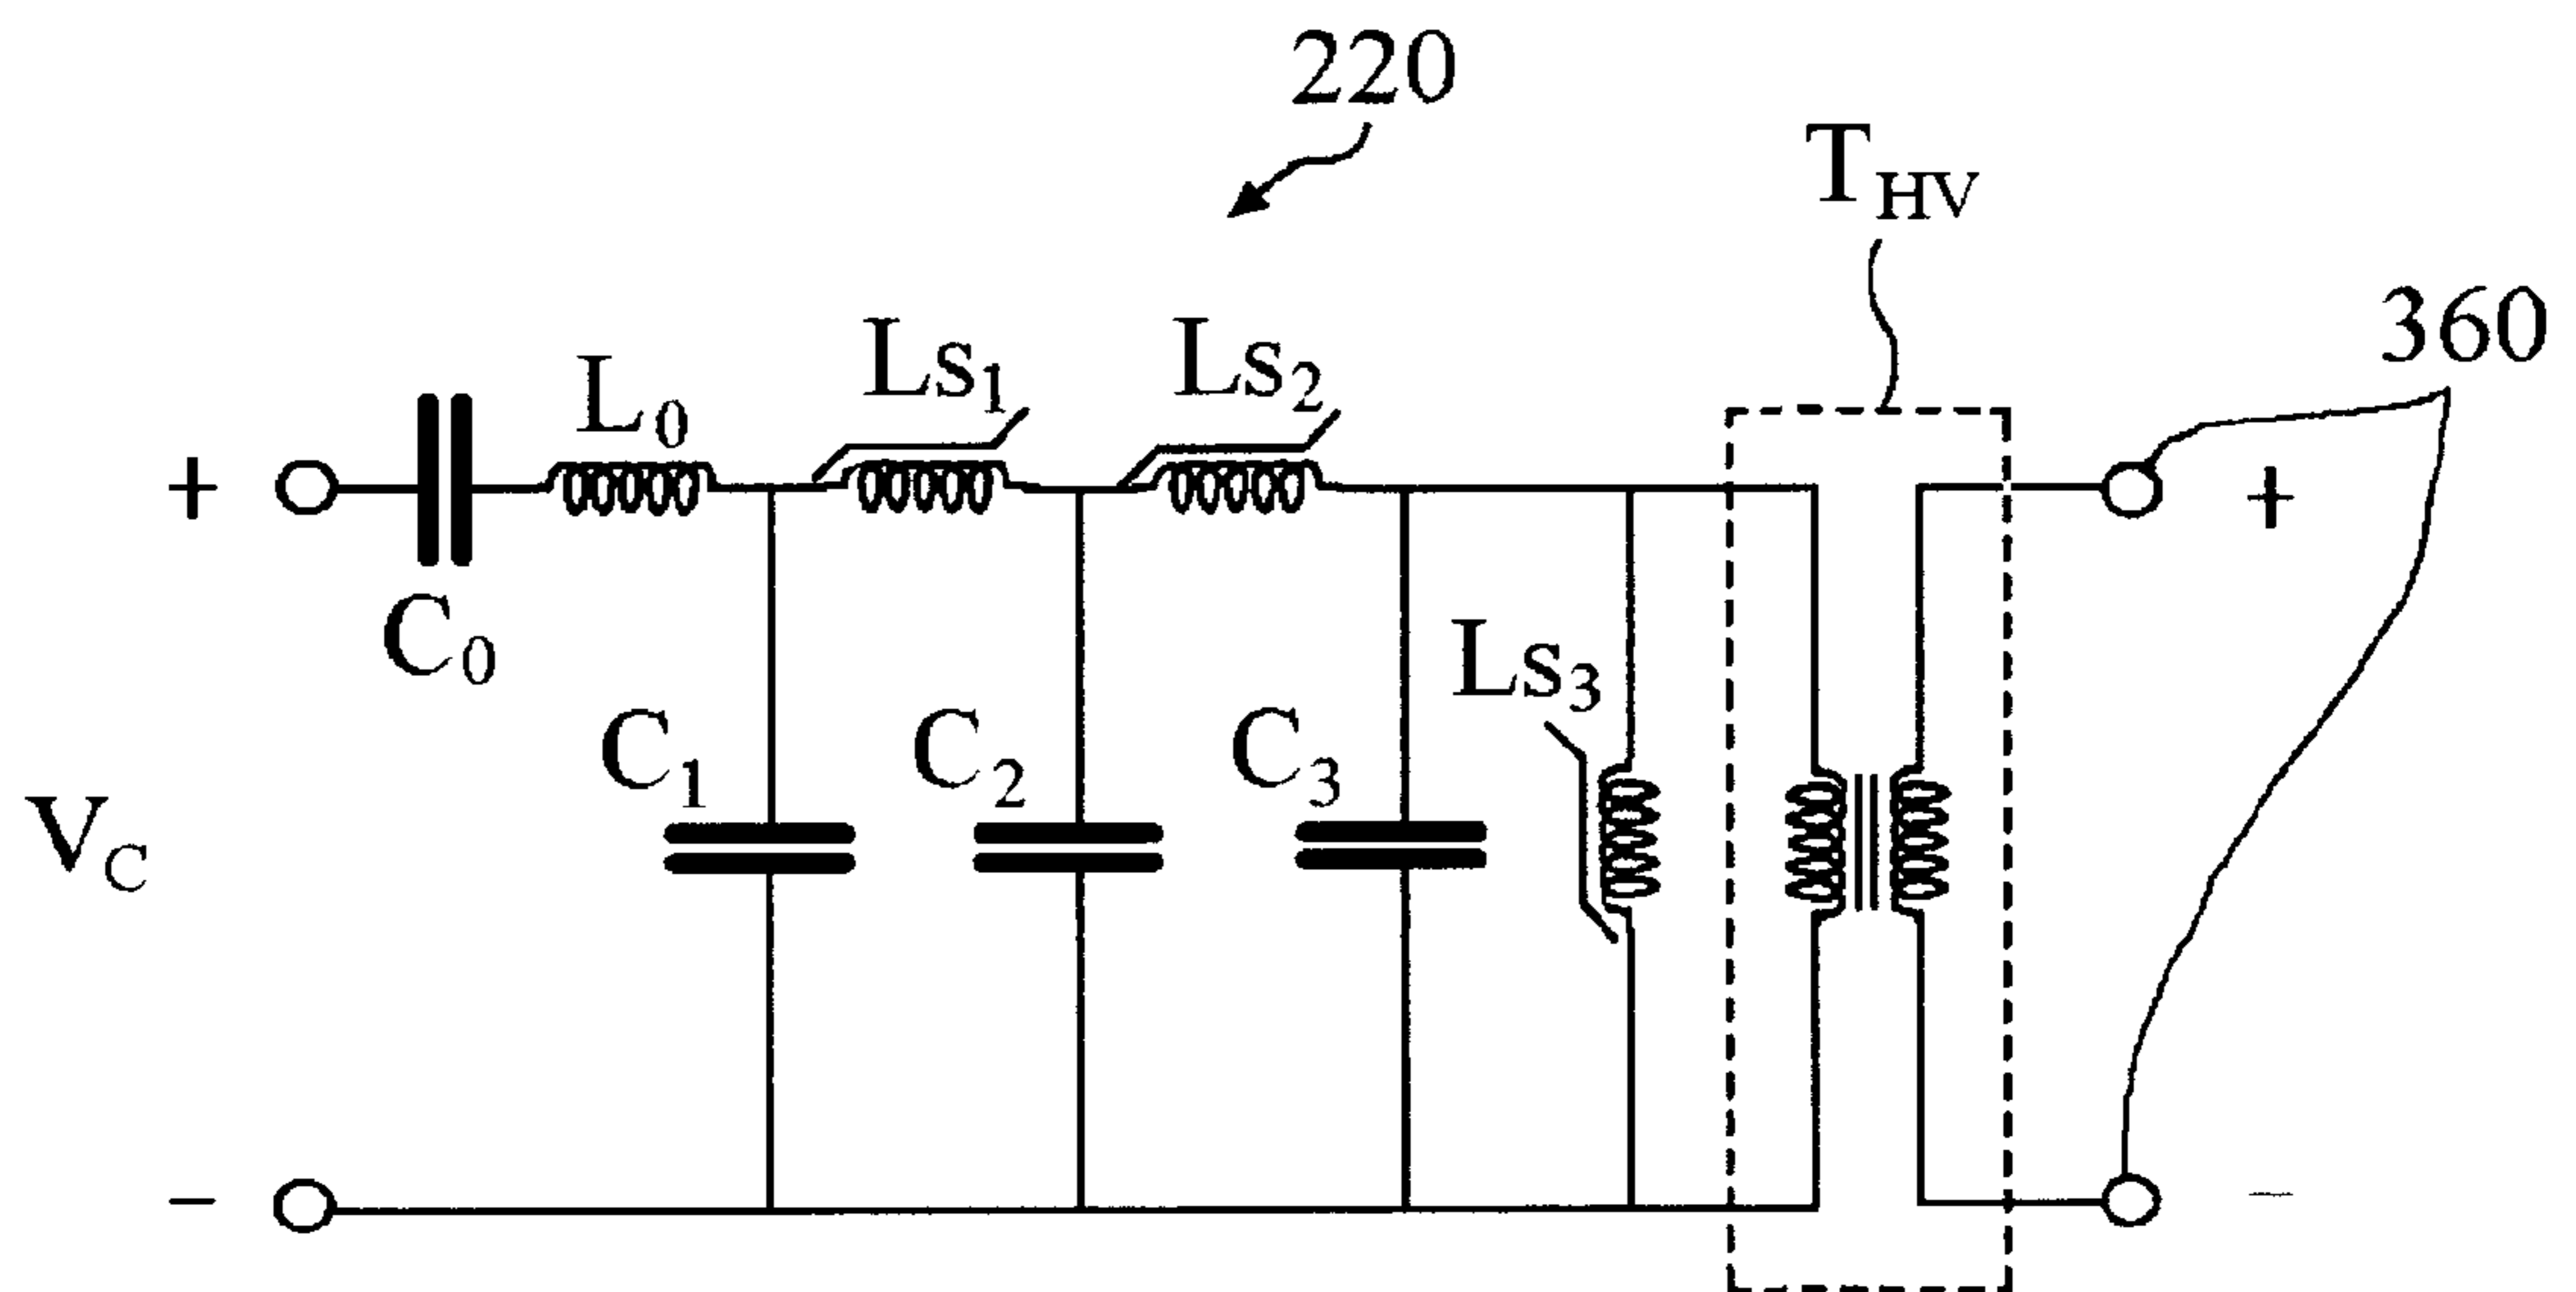 220
T_HV
360
L_0
Ls_1
Ls_2
+
+
C_0
Ls_3
C_1
C_2
C_3
V_C
−
−